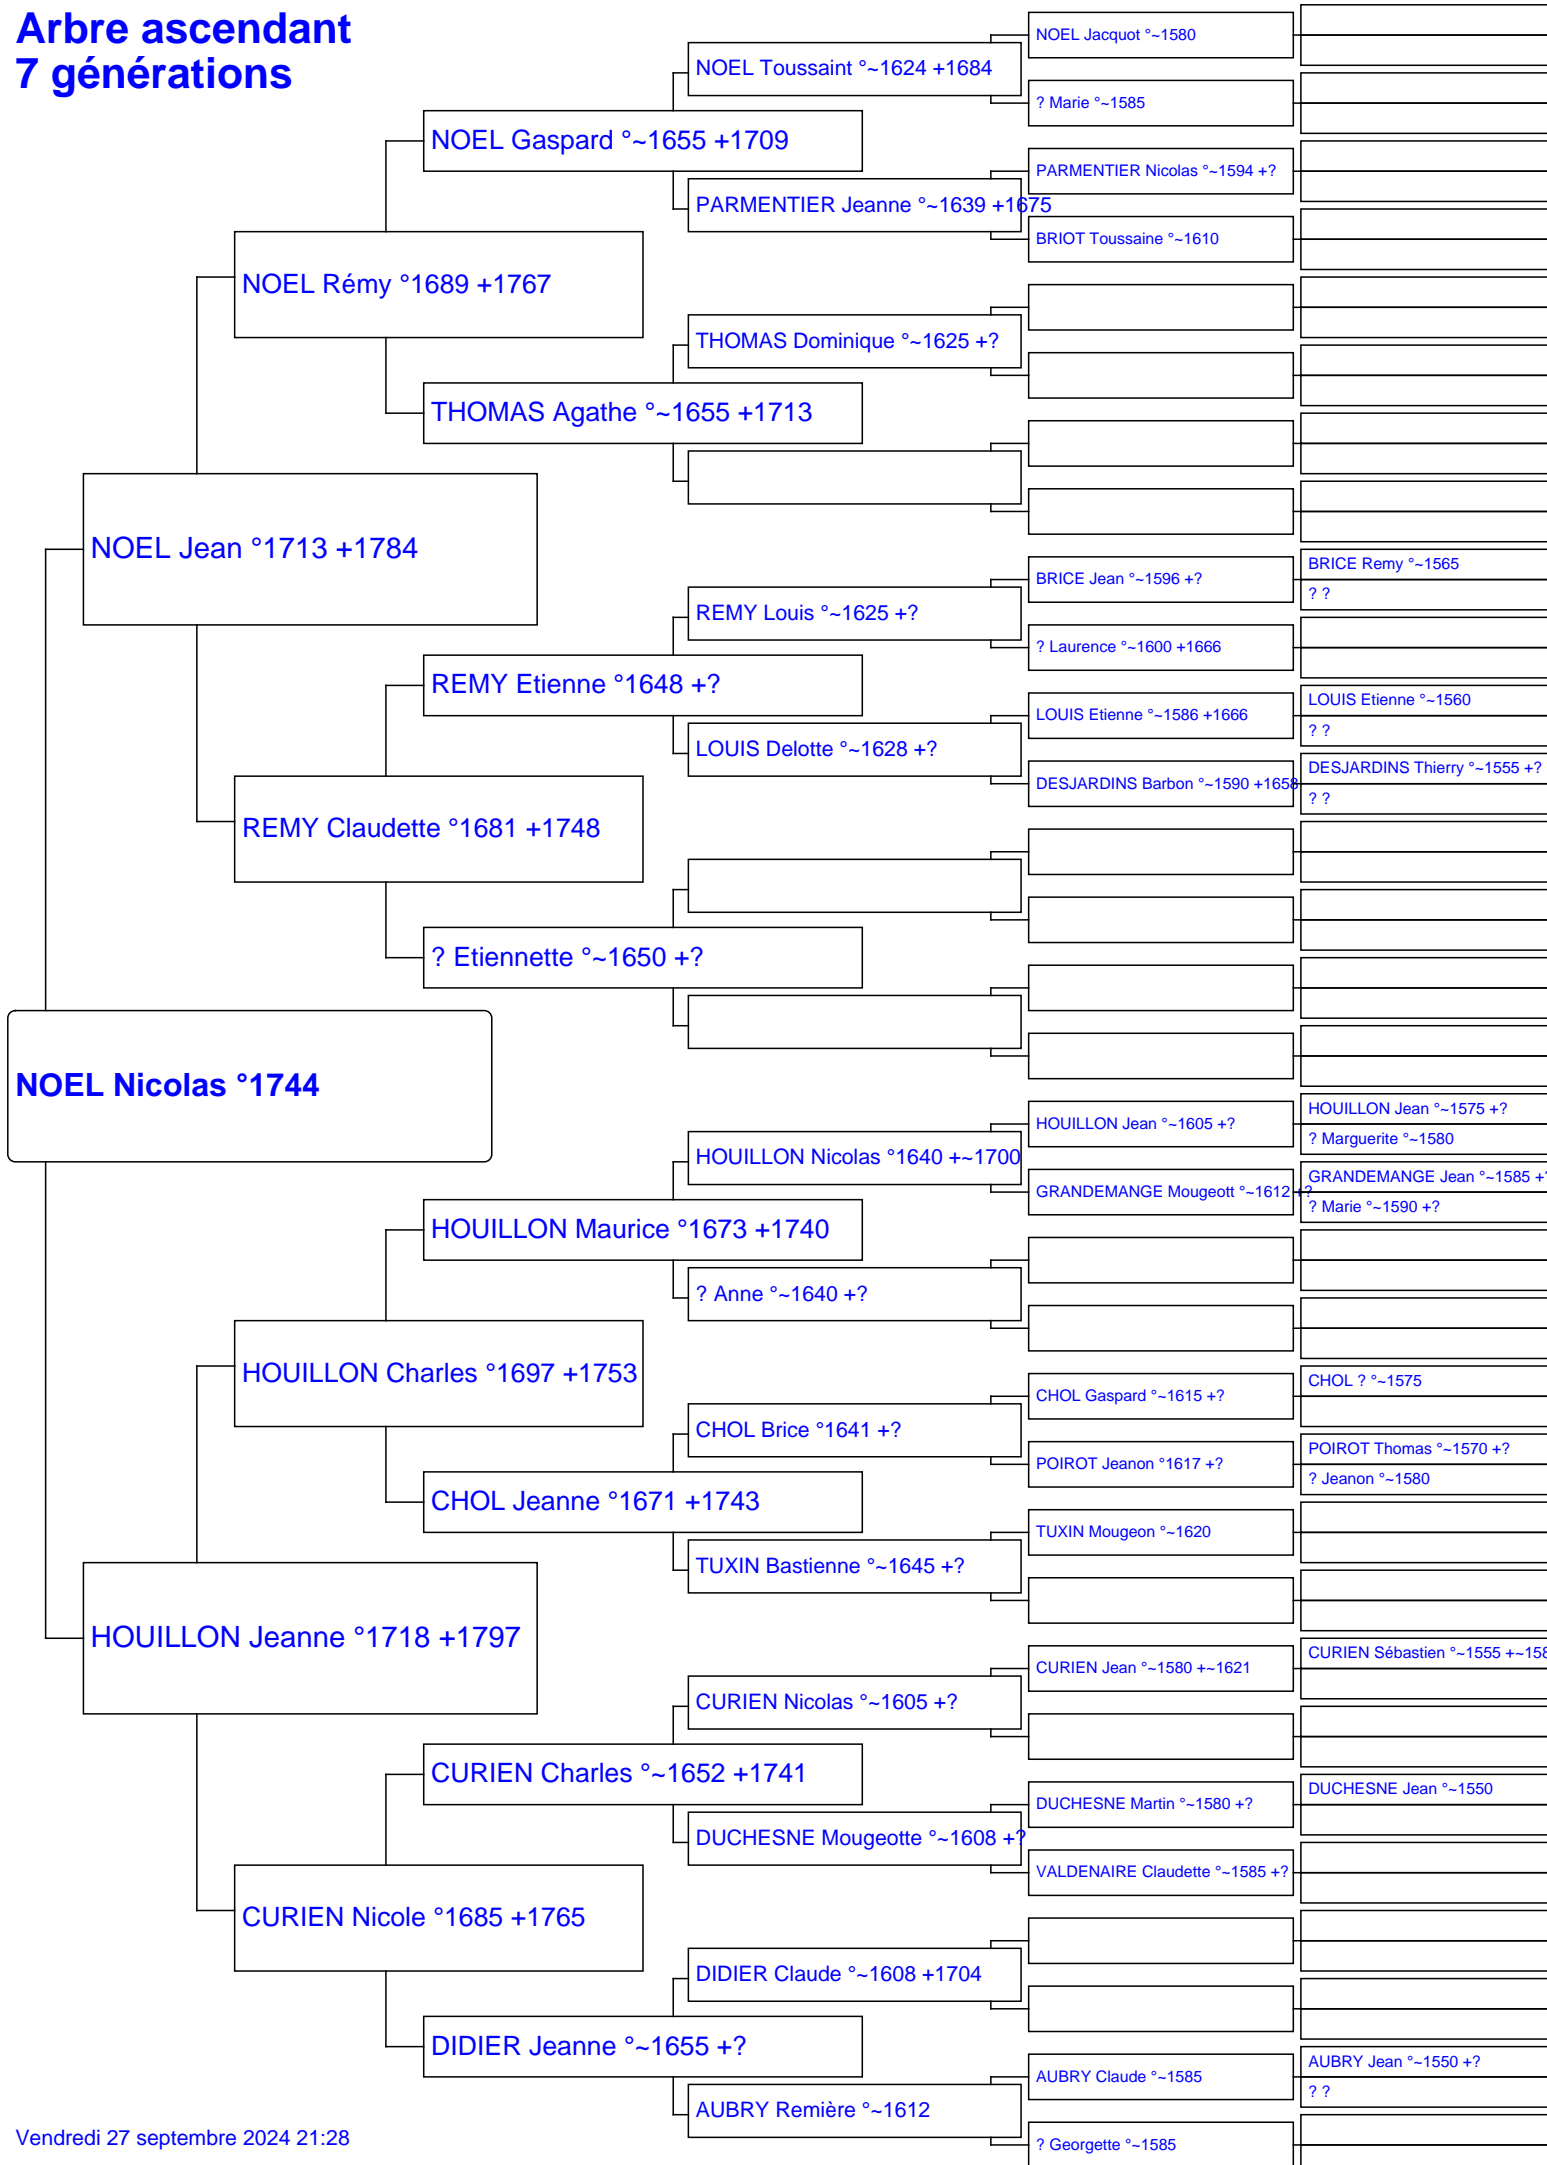 Arbre ascendant
7 générations
NOEL Nicolas °1744
NOEL Jean °1713 +1784
HOUILLON Jeanne °1718 +1797
NOEL Rémy °1689 +1767
REMY Claudette °1681 +1748
HOUILLON Charles °1697 +1753
CURIEN Nicole °1685 +1765
NOEL Gaspard °~1655 +1709
THOMAS Agathe °~1655 +1713
REMY Etienne °1648 +?
? Etiennette °~1650 +?
HOUILLON Maurice °1673 +1740
CHOL Jeanne °1671 +1743
CURIEN Charles °~1652 +1741
DIDIER Jeanne °~1655 +?
NOEL Toussaint °~1624 +1684
PARMENTIER Jeanne °~1639 +1675
THOMAS Dominique °~1625 +?
REMY Louis °~1625 +?
LOUIS Delotte °~1628 +?
HOUILLON Nicolas °1640 +~1700
? Anne °~1640 +?
CHOL Brice °1641 +?
TUXIN Bastienne °~1645 +?
CURIEN Nicolas °~1605 +?
DUCHESNE Mougeotte °~1608 +?
DIDIER Claude °~1608 +1704
AUBRY Remière °~1612
NOEL Jacquot °~1580
? Marie °~1585
PARMENTIER Nicolas °~1594 +?
BRIOT Toussaine °~1610
BRICE Jean °~1596 +?
? Laurence °~1600 +1666
LOUIS Etienne °~1586 +1666
DESJARDINS Barbon °~1590 +1658
HOUILLON Jean °~1605 +?
GRANDEMANGE Mougeott °~1612 +?
CHOL Gaspard °~1615 +?
POIROT Jeanon °1617 +?
TUXIN Mougeon °~1620
CURIEN Jean °~1580 +~1621
DUCHESNE Martin °~1580 +?
VALDENAIRE Claudette °~1585 +?
AUBRY Claude °~1585
? Georgette °~1585
BRICE Remy °~1565
? ?
LOUIS Etienne °~1560
? ?
DESJARDINS Thierry °~1555 +?
? ?
HOUILLON Jean °~1575 +?
? Marguerite °~1580
GRANDEMANGE Jean °~1585 +?
? Marie °~1590 +?
CHOL ? °~1575
POIROT Thomas °~1570 +?
? Jeanon °~1580
CURIEN Sébastien °~1555 +~158
DUCHESNE Jean °~1550
AUBRY Jean °~1550 +?
? ?
Vendredi 27 septembre 2024 21:28